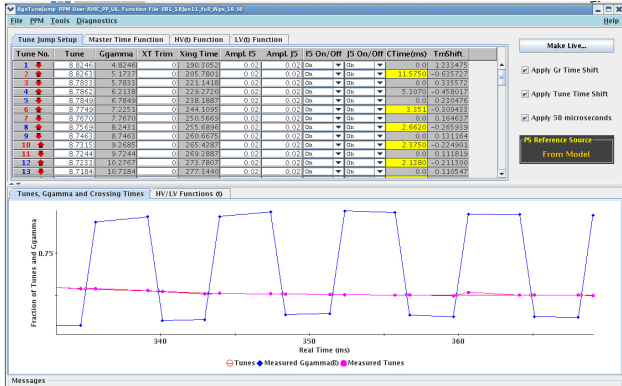 AgsTuneJump PPM User:RHIC_PP_U4. Function File:001_18Jan11_full_Wps_19.50
File PPM Tools Diagnostics Help
Tune Jump Setup Master Time Function HV(t) Function LV(t) Function
Tune No. Tune Ggamma XT Trim Xing Time Ampl. I5 Ampl. J5 I5 On/Off J5 On/Off CTime(ms) TmShift
1 8.8246 4.8246 0 190.3052 0.02 0.02 On On 0.0 1.233475
2 8.8263 5.1737 0 205.7801 0.02 0.02 On On 11.5750 -0.635722
3 8.7833 5.7833 0 221.1418 0.02 0.02 On On 0.0 0.335572
4 8.7862 6.2138 0 229.2720 0.02 0.02 On On 5.3070 -0.458017
5 8.7849 6.7849 0 238.1887 0.02 0.02 On On 0.0 0.230476
6 8.7749 7.2251 0 244.1095 0.02 0.02 On On 3.351 -0.309433
7 8.7670 8.7670 0 250.5669 0.02 0.02 On On 0.0 0.164637
8 8.7569 8.2431 0 255.6896 0.02 0.02 On On 2.6620 -0.265939
9 8.7463 8.7463 0 260.6675 0.02 0.02 On On 0.0 0.131164
10 8.7315 9.2685 0 265.4287 0.02 0.02 On On 2.3750 -0.224901
11 8.7244 9.7244 0 269.2887 0.02 0.02 On On 0.0 0.111819
12 8.7233 10.2767 0 273.7807 0.02 0.02 On On 2.1380 -0.211300
13 8.7184 10.7184 0 277.3440 0.02 0.02 On On 0.0 0.110547
Make Live...
Apply Gr Time Shift
Apply Tune Time Shift
Apply 50 microseconds
PS Reference Source
From Model
Tunes, Ggamma and Crossing Times HV/LV Functions (t)
Fraction of Tunes and Ggamma
0.75
340 350 360
Real Time (ms)
Tunes Measured Ggamma(B) Measured Tunes
Messages